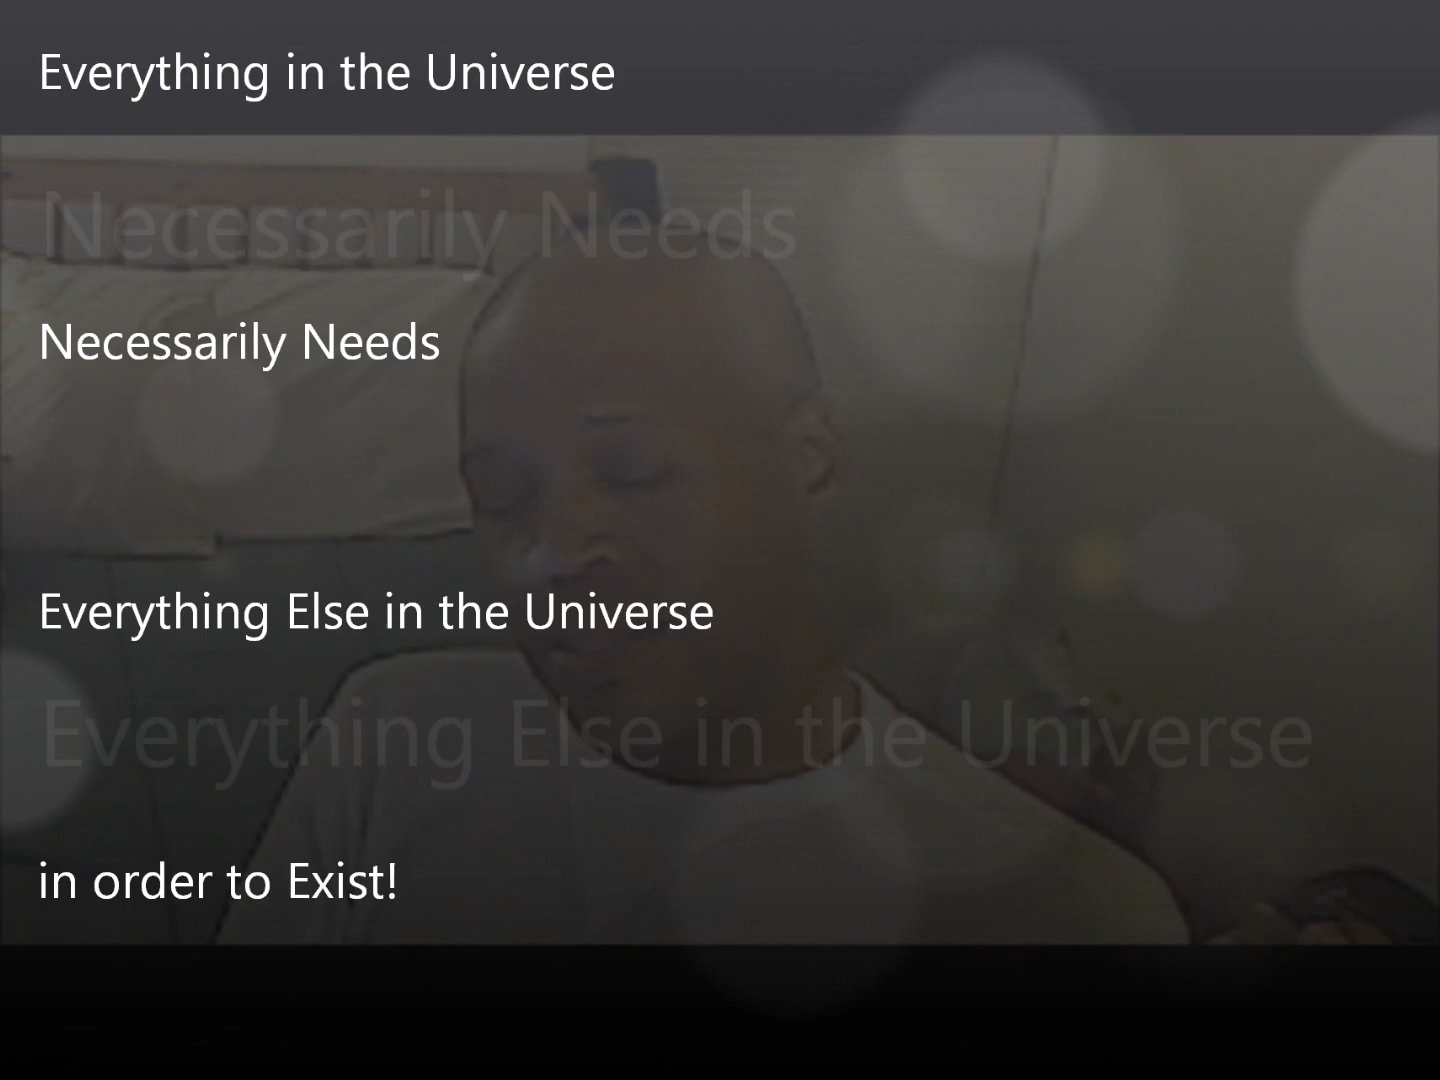 Everything in the Universe
Necessarily Needs
Necessarily Needs
Everything Else in the Universe
Everything Else in the Universe
in order to Exist!